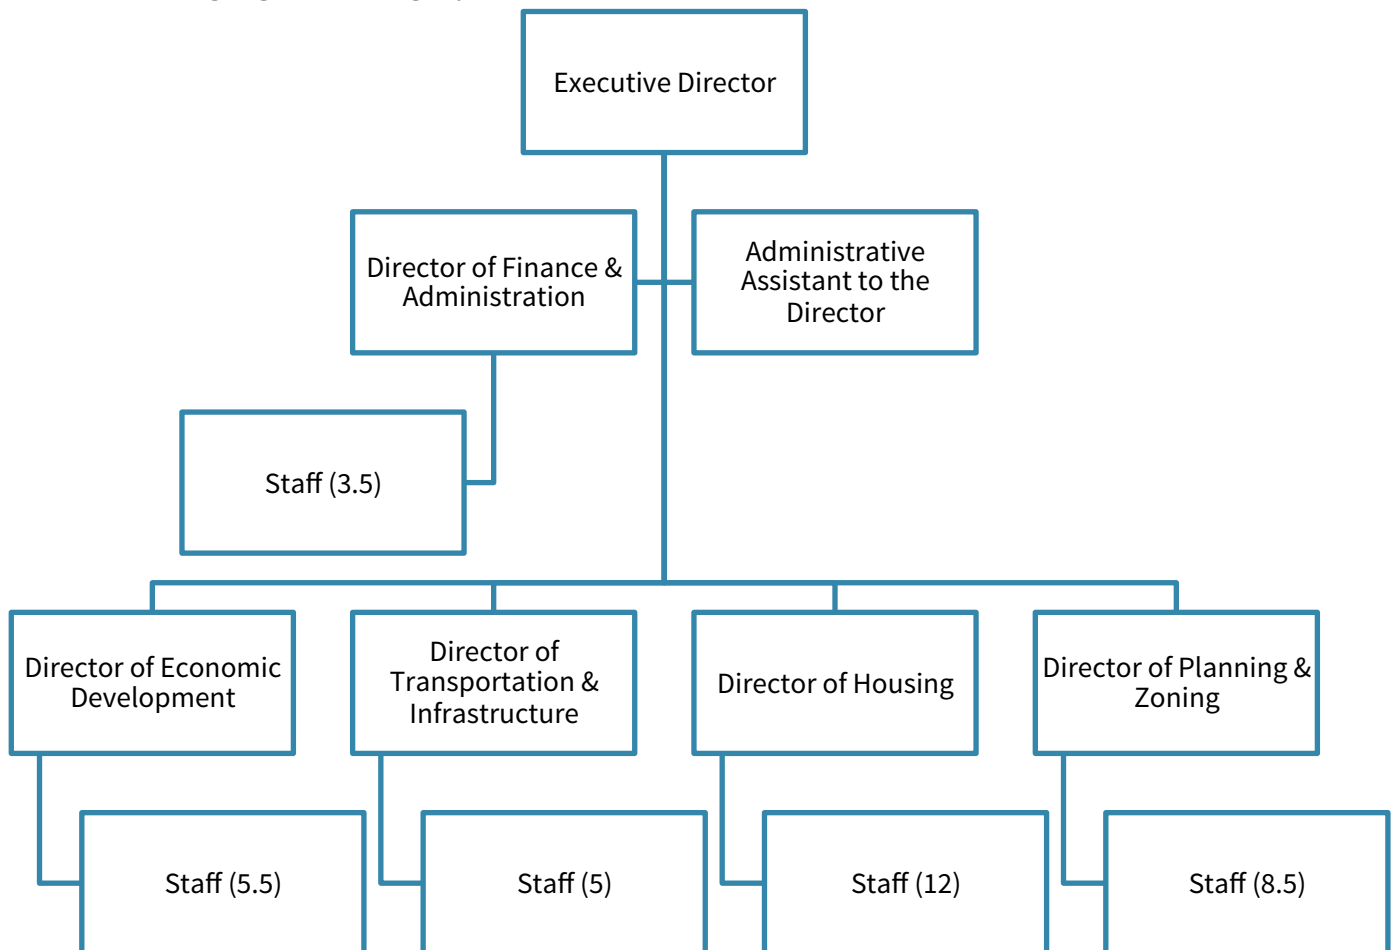 Executive Director
Director of Finance &
Administration
Administrative
Assistant to the
Director
Staff (3.5)
Director of Economic
Development
Director of
Transportation &
Infrastructure
Director of Housing
Director of Planning &
Zoning
Staff (5.5)
Staff (5)
Staff (12)
Staff (8.5)